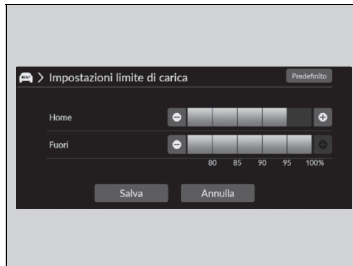 > Impostazioni limite di carica Predefinito
Home
Fuori
80 85 90 95 100%
Salva Annulla